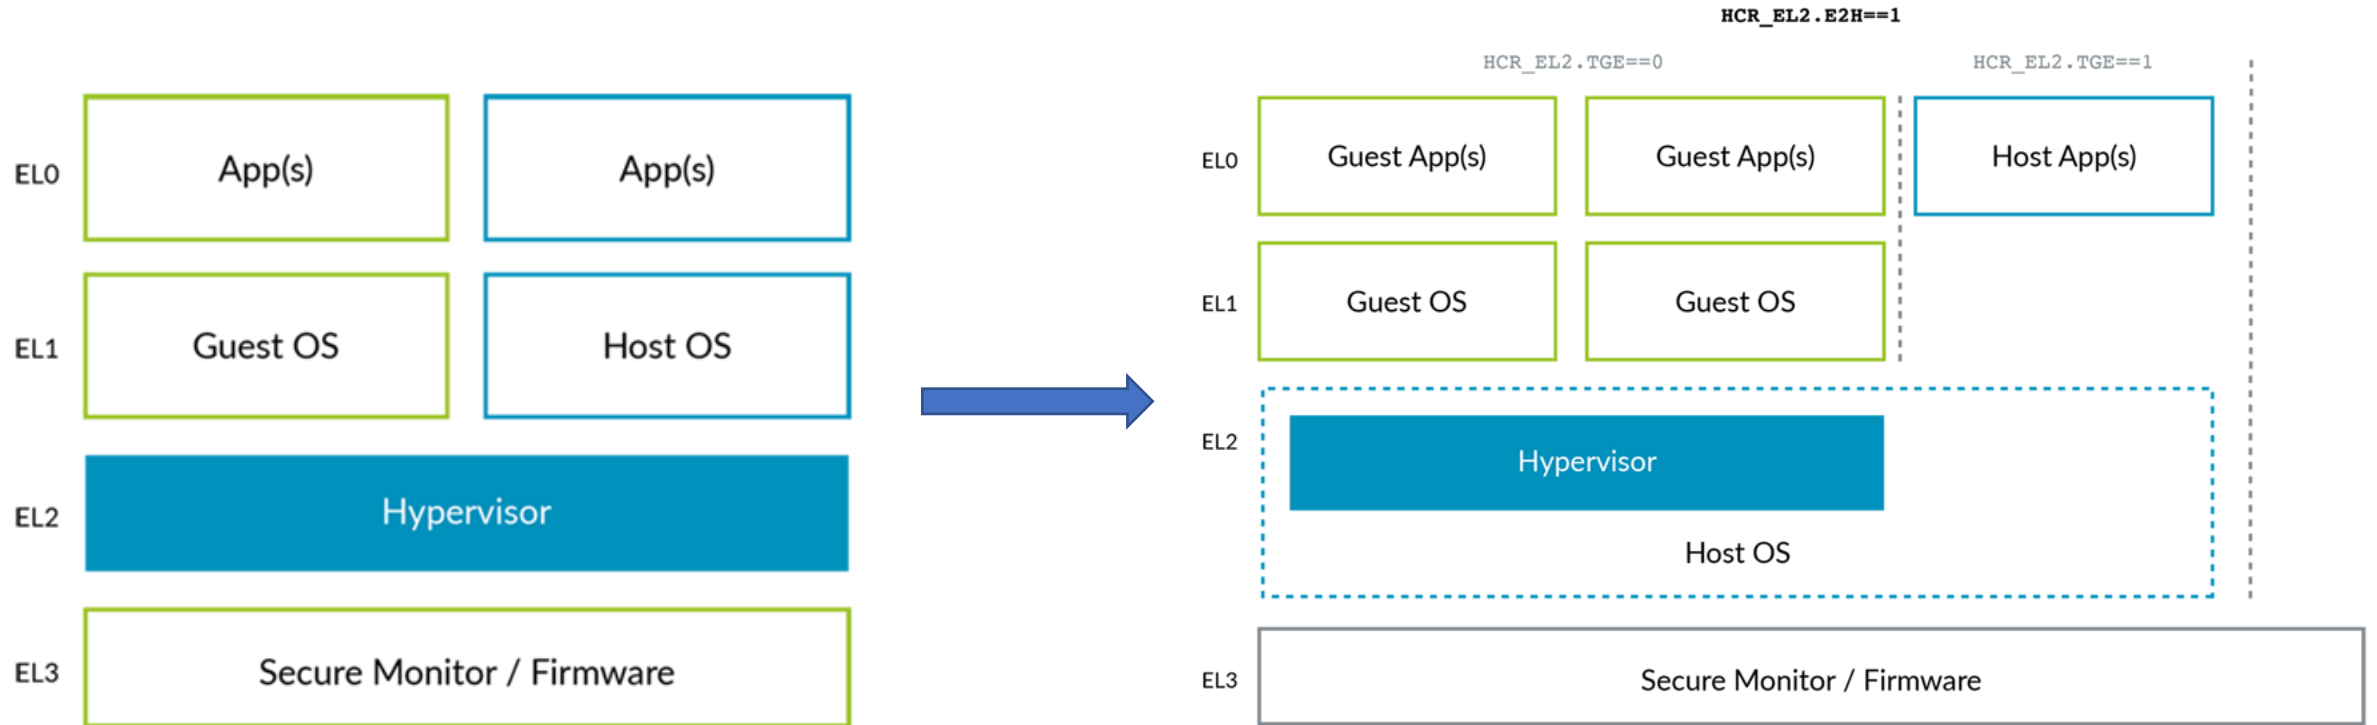 EL0
App(s)
App(s)
EL1
Guest OS
Host OS
EL2
Hypervisor
EL3
Secure Monitor / Firmware
HCR_EL2.E2H==1
HCR_EL2.TGE==0
HCR_EL2.TGE==1
EL0
Guest App(s)
Guest App(s)
Host App(s)
EL1
Guest OS
Guest OS
EL2
Hypervisor
Host OS
EL3
Secure Monitor / Firmware